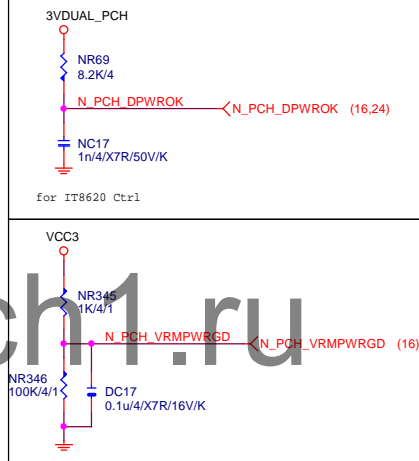 3VDUAL_PCH
NR69
8.2K/4
N_PCH_DPWROK
N_PCH_DPWROK (16,24)
NC17
1n/4/X7R/50V/K
for IT8620 Ctrl
VCC3
NR345
1K/4/1
ch1.ru
N_PCH_VRMPWRGD
N_PCH_VRMPWRGD (16)
NR346
100K/4/1
DC17
0.1u/4/X7R/16V/K